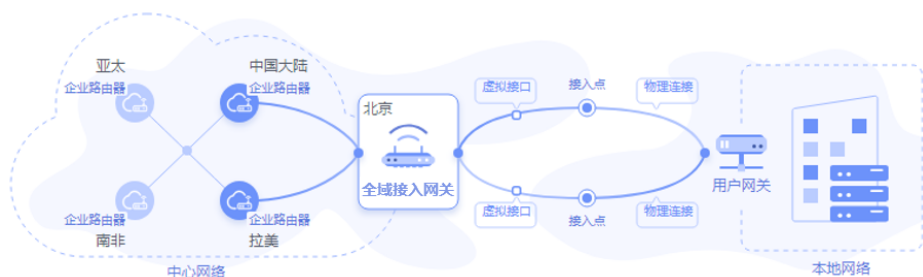 亚太
企业路由器
中国大陆
企业路由器
企业路由器
南非
企业路由器
拉美
中心网络
北京
全域接入网关
虚拟接口
接入点
物理连接
虚拟接口
接入点
物理连接
用户网关
本地网络